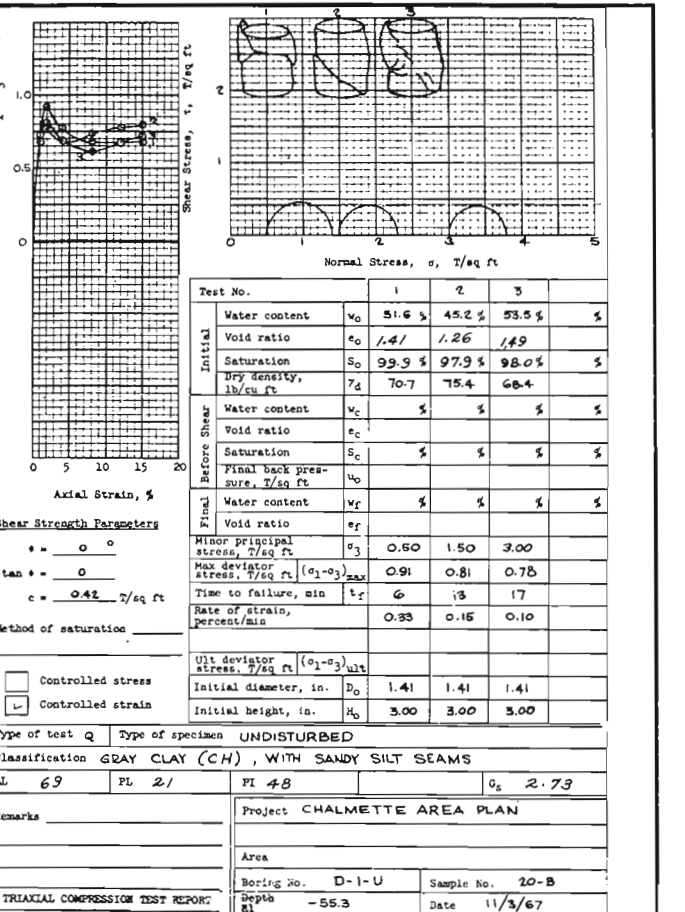 1 2 3
1.0
0.5
0
2
3
1
Shear Stress, τ, T/sq ft
2
1
0
0 1 2 3 4 5
Normal Stress, σ, T/sq ft
0 5 10 15 20
Axial Strain, %
Shear Strength Parameters
φ = 0 °
tan φ = 0
c = 0.42 T/sq ft
Method of saturation
Controlled stress
Controlled strain
Test No. 1 2 3
Initial
Water content w₀ 51.6 % 45.2 % 53.5 % %
Void ratio e₀ 1.41 1.26 1.49
Saturation S₀ 99.9 % 97.9 % 98.0% %
Dry density, lb/cu ft γd 70.7 75.4 68.4
Before Shear
Water content wc % % % %
Void ratio ec
Saturation Sc % % % %
Final back pres-
sure, T/sq ft u₀
Final
Water content wf % % % %
Void ratio ef
Minor principal
stress, T/sq ft σ₃ 0.50 1.50 3.00
Max deviator
stress, T/sq ft (σ₁-σ₃)max 0.91 0.81 0.78
Time to failure, min tf 6 13 17
Rate of strain,
percent/min 0.33 0.15 0.10
Ult deviator
stress, T/sq ft (σ₁-σ₃)ult
Initial diameter, in. D₀ 1.41 1.41 1.41
Initial height, in. H₀ 3.00 3.00 3.00
Type of test Q Type of specimen UNDISTURBED
Classification GRAY CLAY (CH), WITH SANDY SILT SEAMS
LL 69 PL 21 PI 48 Gs 2.73
Remarks
Project CHALMETTE AREA PLAN
Area
Boring No. D-1-U Sample No. 20-B
Depth
El -55.3 Date 11/3/67
TRIAXIAL COMPRESSION TEST REPORT